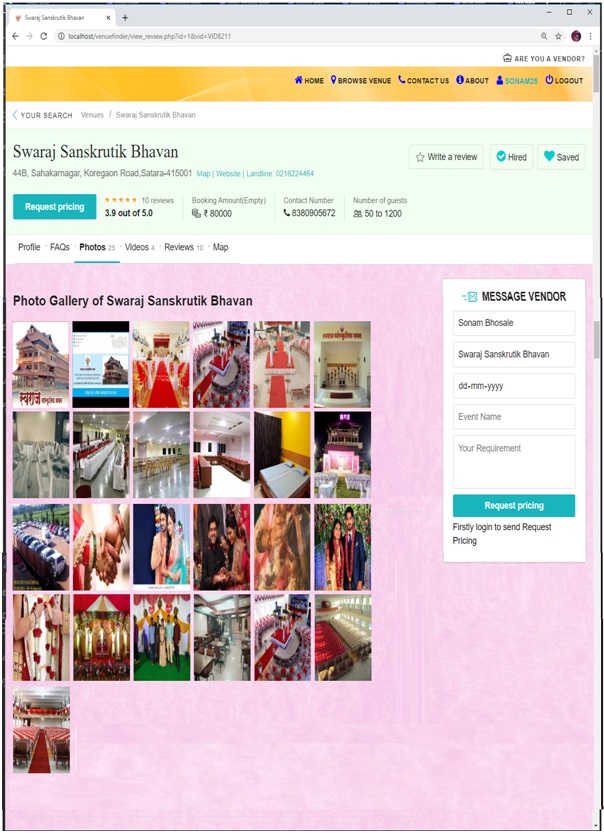 Swaraj Sanskrutik Bhavan
localhost/venuefinder/view_review.php?id=1&vid=VID8211
ARE YOU A VENDOR?
HOME BROWSE VENUE CONTACT US ABOUT SONAM25 LOGOUT
YOUR SEARCH Venues / Swaraj Sanskrutik Bhavan
Swaraj Sanskrutik Bhavan
Write a review Hired Saved
44B, Sahakarnagar, Koregaon Road,Satara-415001 Map | Website | Landline: 0216224464
Request pricing
10 reviews
3.9 out of 5.0
Booking Amount(Empty)
₹ 80000
Contact Number
8380905672
Number of guests
50 to 1200
Profile · FAQs · Photos 25 · Videos 4 · Reviews 10 · Map
Photo Gallery of Swaraj Sanskrutik Bhavan
स्वराज
MESSAGE VENDOR
Sonam Bhosale
Swaraj Sanskrutik Bhavan
dd-mm-yyyy
Event Name
Your Requirement
Request pricing
Firstly login to send Request
Pricing